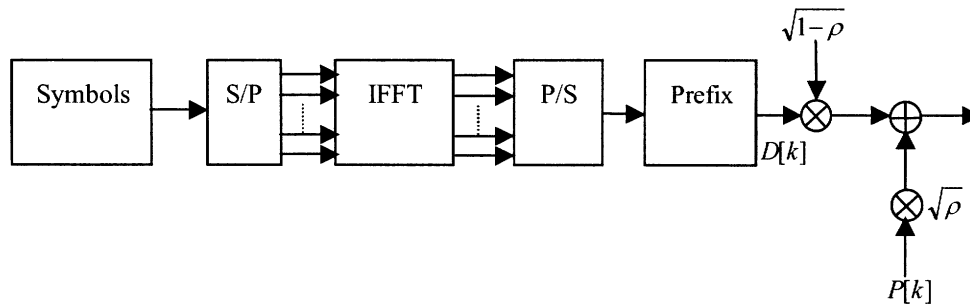 √1−ρ
Symbols S/P IFFT P/S Prefix
D[k]
√ρ
P[k]